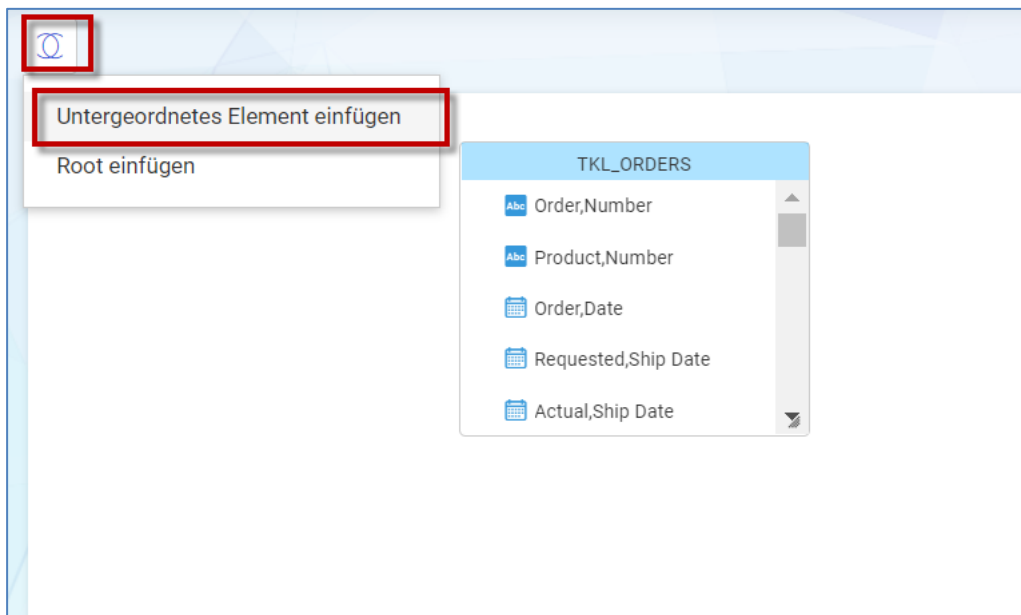 Untergeordnetes Element einfügen
Root einfügen
TKL_ORDERS
Abc Order,Number
Abc Product,Number
Order,Date
Requested,Ship Date
Actual,Ship Date